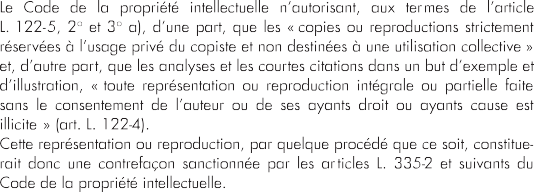 Le Code de la propriété intellectuelle n'autorisant, aux termes de l'article
L. 122-5, 2° et 3° a), d'une part, que les « copies ou reproductions strictement
réservées à l'usage privé du copiste et non destinées à une utilisation collective »
et, d'autre part, que les analyses et les courtes citations dans un but d'exemple et
d'illustration, « toute représentation ou reproduction intégrale ou partielle faite
sans le consentement de l'auteur ou de ses ayants droit ou ayants cause est
illicite » (art. L. 122-4).
Cette représentation ou reproduction, par quelque procédé que ce soit, constitue-
rait donc une contrefaçon sanctionnée par les articles L. 335-2 et suivants du
Code de la propriété intellectuelle.